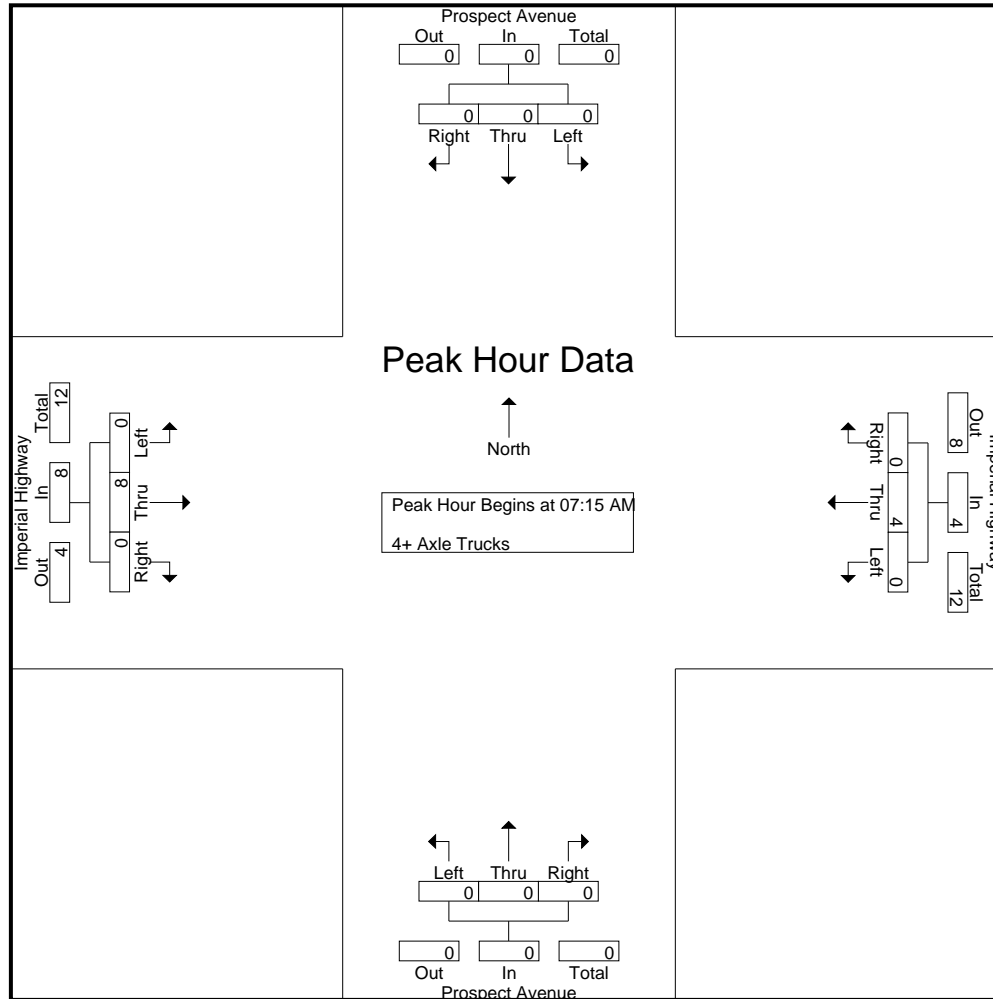 Prospect Avenue
Out In Total
0 0 0
0 0 0
Right Thru Left
Peak Hour Data
North
Peak Hour Begins at 07:15 AM
4+ Axle Trucks
Imperial Highway
Total In Out
12 8 4
0 8 0
Left Thru Right
Right Thru Left
0 4 0
Out In Total
8 4 12
Imperial Highway
Left Thru Right
0 0 0
0 0 0
Out In Total
Prospect Avenue